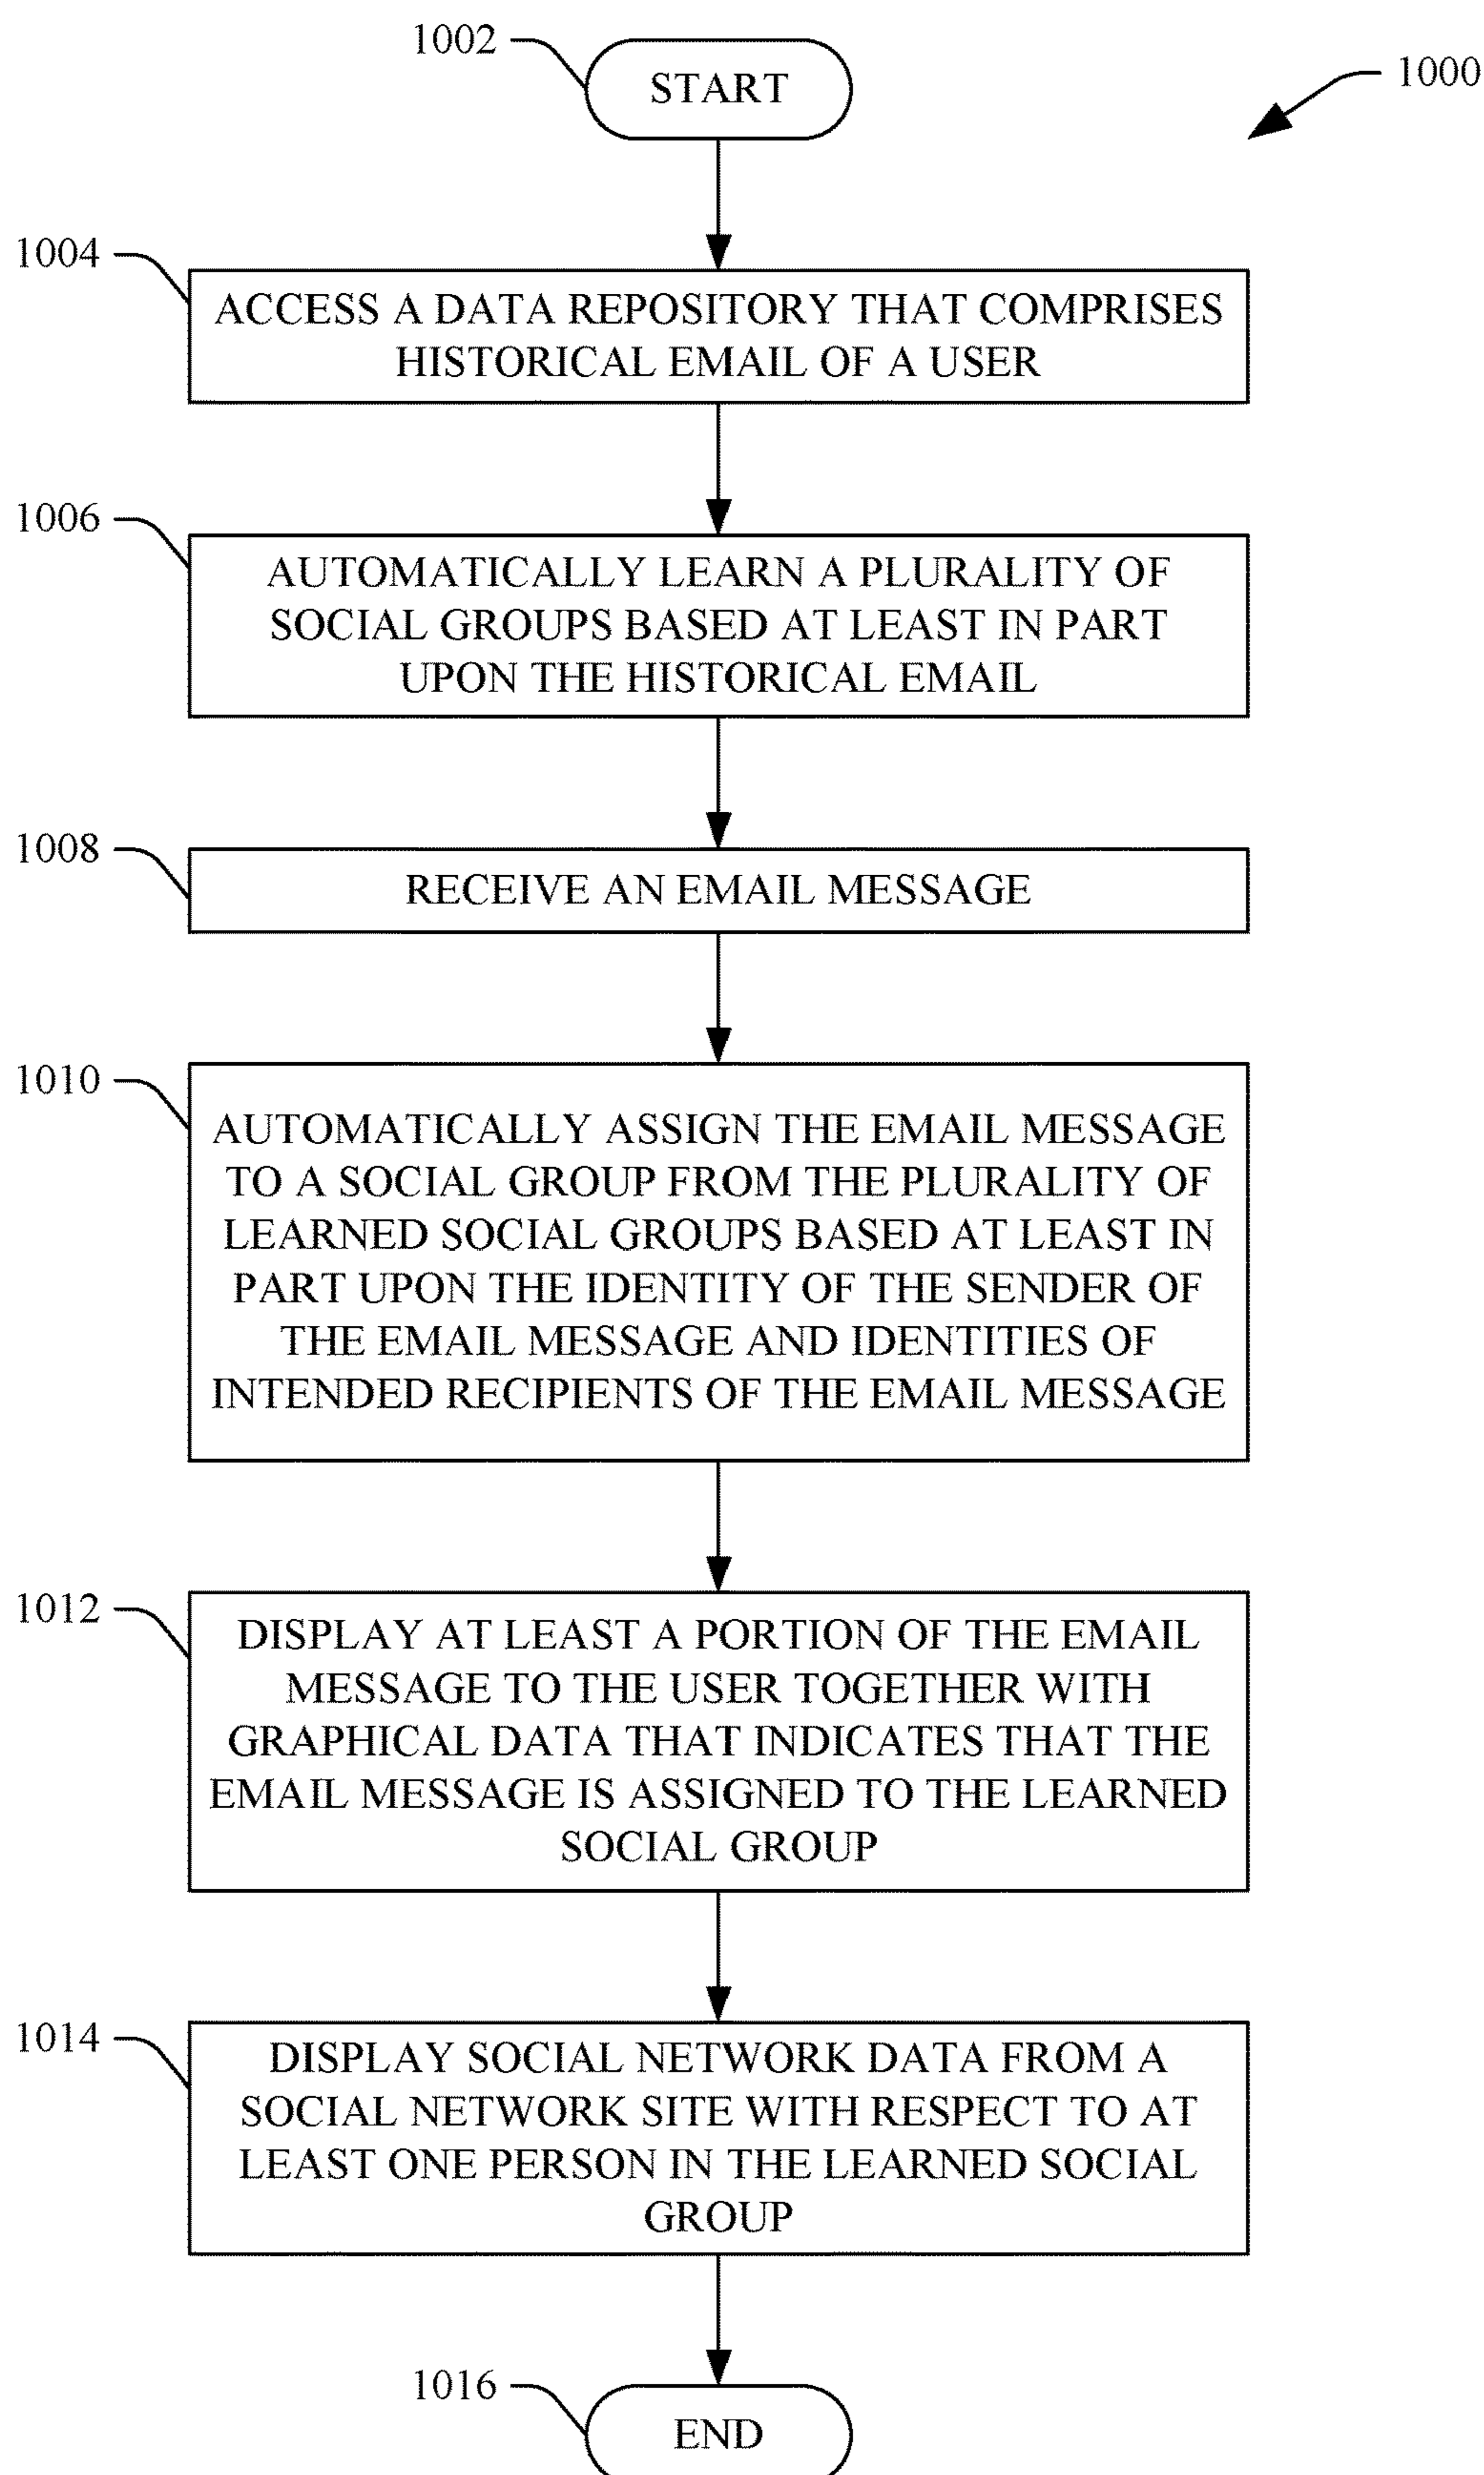 1002
START
1000
1004
ACCESS A DATA REPOSITORY THAT COMPRISES
HISTORICAL EMAIL OF A USER
1006
AUTOMATICALLY LEARN A PLURALITY OF
SOCIAL GROUPS BASED AT LEAST IN PART
UPON THE HISTORICAL EMAIL
1008
RECEIVE AN EMAIL MESSAGE
1010
AUTOMATICALLY ASSIGN THE EMAIL MESSAGE
TO A SOCIAL GROUP FROM THE PLURALITY OF
LEARNED SOCIAL GROUPS BASED AT LEAST IN
PART UPON THE IDENTITY OF THE SENDER OF
THE EMAIL MESSAGE AND IDENTITIES OF
INTENDED RECIPIENTS OF THE EMAIL MESSAGE
1012
DISPLAY AT LEAST A PORTION OF THE EMAIL
MESSAGE TO THE USER TOGETHER WITH
GRAPHICAL DATA THAT INDICATES THAT THE
EMAIL MESSAGE IS ASSIGNED TO THE LEARNED
SOCIAL GROUP
1014
DISPLAY SOCIAL NETWORK DATA FROM A
SOCIAL NETWORK SITE WITH RESPECT TO AT
LEAST ONE PERSON IN THE LEARNED SOCIAL
GROUP
1016
END